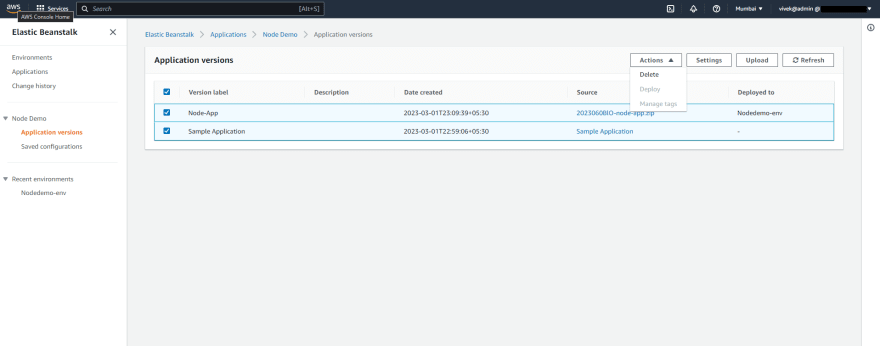 aws
Services
Search
[Alt+S]
Mumbai
vivek@admin @
AWS Console Home
Elastic Beanstalk
Environments
Applications
Change history
Node Demo
Application versions
Saved configurations
Recent environments
Nodedemo-env
Elastic Beanstalk > Applications > Node Demo > Application versions
Application versions
Actions
Settings
Upload
Refresh
Delete
Deploy
Manage tags
Version label Description Date created Source Deployed to
Node-App 2023-03-01T23:09:39+05:30 2023060BIO-node-app.zip Nodedemo-env
Sample Application 2023-03-01T22:59:06+05:30 Sample Application -